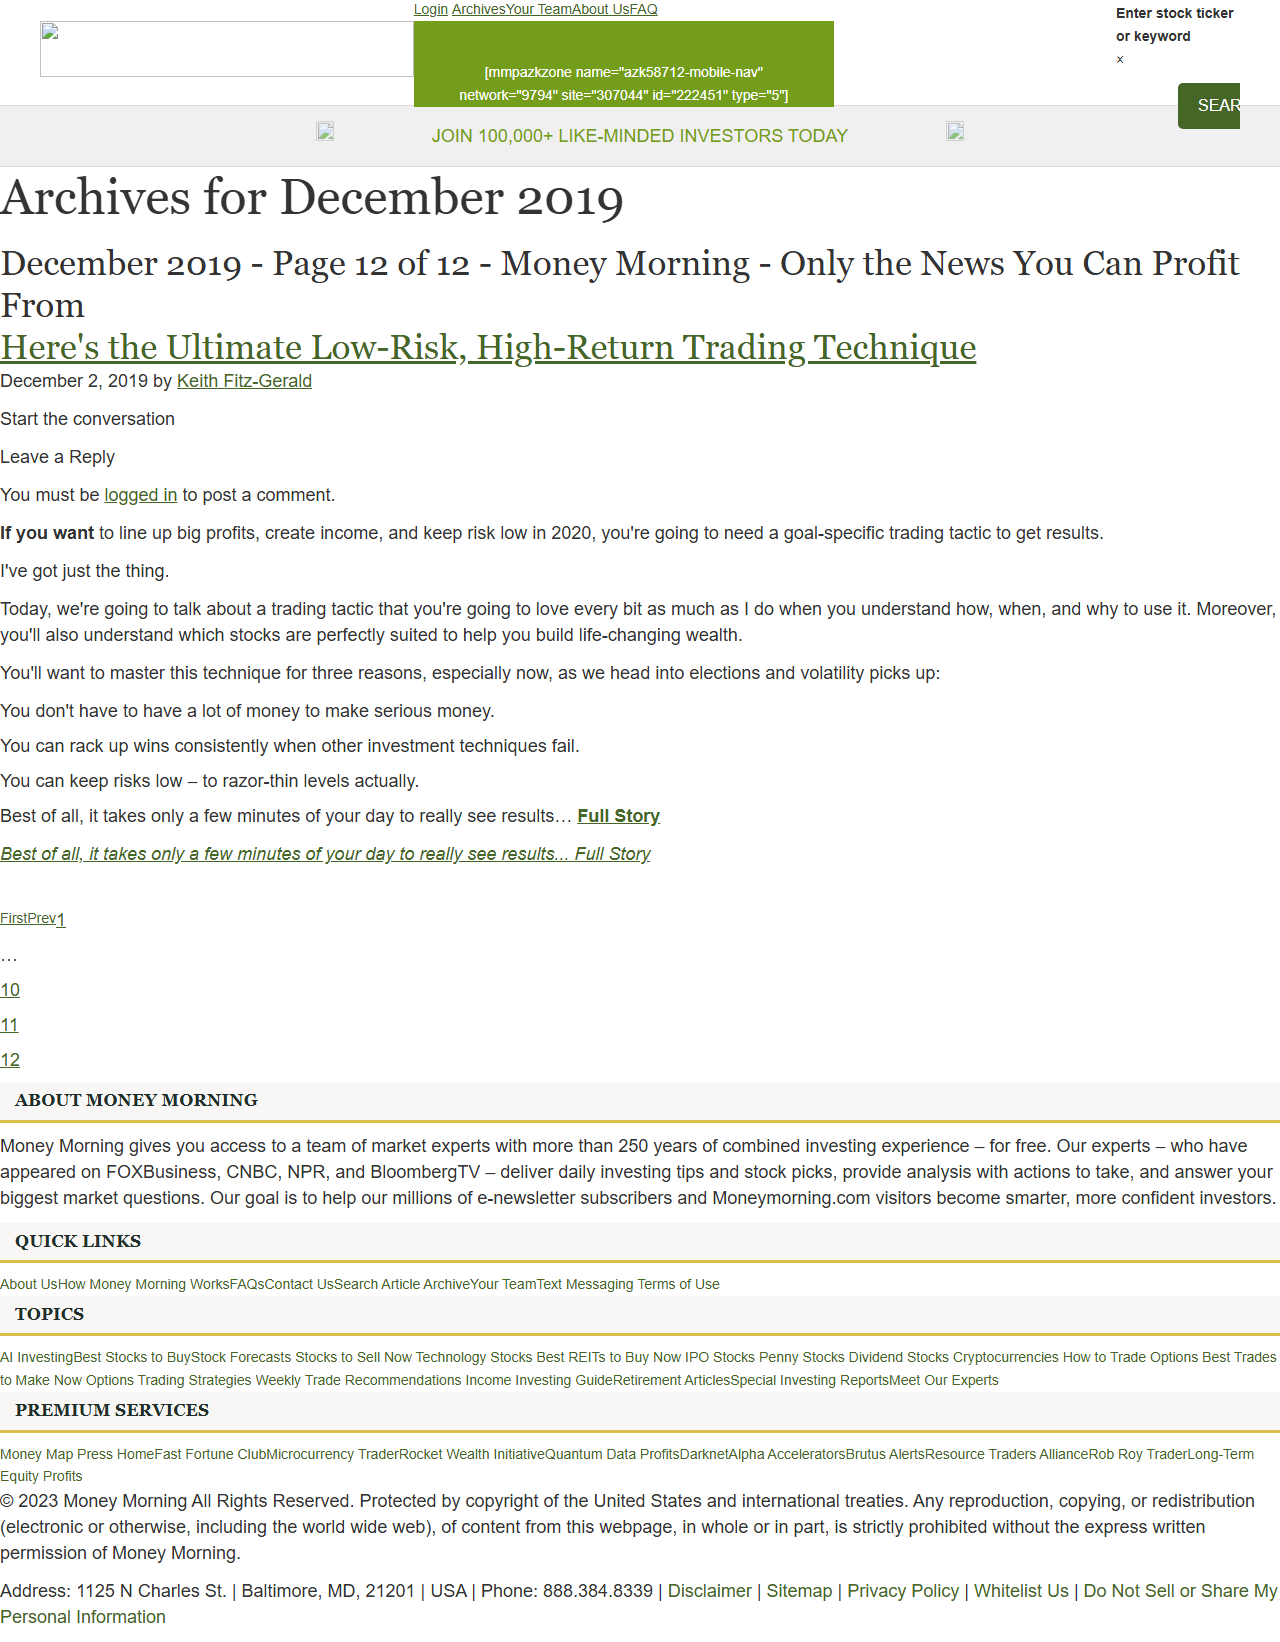 Login ArchivesYour TeamAbout UsFAQ
Enter stock ticker
or keyword
x
[mmpazkzone name="azk58712-mobile-nav"
network="9794" site="307044" id="222451" type="5"]
SEAR
JOIN 100,000+ LIKE-MINDED INVESTORS TODAY
Archives for December 2019
December 2019 - Page 12 of 12 - Money Morning - Only the News You Can Profit
From
Here's the Ultimate Low-Risk, High-Return Trading Technique
December 2, 2019 by Keith Fitz-Gerald
Start the conversation
Leave a Reply
You must be logged in to post a comment.
If you want to line up big profits, create income, and keep risk low in 2020, you're going to need a goal-specific trading tactic to get results.
I've got just the thing.
Today, we're going to talk about a trading tactic that you're going to love every bit as much as I do when you understand how, when, and why to use it. Moreover,
you'll also understand which stocks are perfectly suited to help you build life-changing wealth.
You'll want to master this technique for three reasons, especially now, as we head into elections and volatility picks up:
You don't have to have a lot of money to make serious money.
You can rack up wins consistently when other investment techniques fail.
You can keep risks low – to razor-thin levels actually.
Best of all, it takes only a few minutes of your day to really see results… Full Story
Best of all, it takes only a few minutes of your day to really see results... Full Story
FirstPrev1
…
10
11
12
ABOUT MONEY MORNING
Money Morning gives you access to a team of market experts with more than 250 years of combined investing experience – for free. Our experts – who have
appeared on FOXBusiness, CNBC, NPR, and BloombergTV – deliver daily investing tips and stock picks, provide analysis with actions to take, and answer your
biggest market questions. Our goal is to help our millions of e-newsletter subscribers and Moneymorning.com visitors become smarter, more confident investors.
QUICK LINKS
About UsHow Money Morning WorksFAQsContact UsSearch Article ArchiveYour TeamText Messaging Terms of Use
TOPICS
AI InvestingBest Stocks to BuyStock Forecasts Stocks to Sell Now Technology Stocks Best REITs to Buy Now IPO Stocks Penny Stocks Dividend Stocks Cryptocurrencies How to Trade Options Best Trades
to Make Now Options Trading Strategies Weekly Trade Recommendations Income Investing GuideRetirement ArticlesSpecial Investing ReportsMeet Our Experts
PREMIUM SERVICES
Money Map Press HomeFast Fortune ClubMicrocurrency TraderRocket Wealth InitiativeQuantum Data ProfitsDarknetAlpha AcceleratorsBrutus AlertsResource Traders AllianceRob Roy TraderLong-Term
Equity Profits
© 2023 Money Morning All Rights Reserved. Protected by copyright of the United States and international treaties. Any reproduction, copying, or redistribution
(electronic or otherwise, including the world wide web), of content from this webpage, in whole or in part, is strictly prohibited without the express written
permission of Money Morning.
Address: 1125 N Charles St. | Baltimore, MD, 21201 | USA | Phone: 888.384.8339 | Disclaimer | Sitemap | Privacy Policy | Whitelist Us | Do Not Sell or Share My
Personal Information